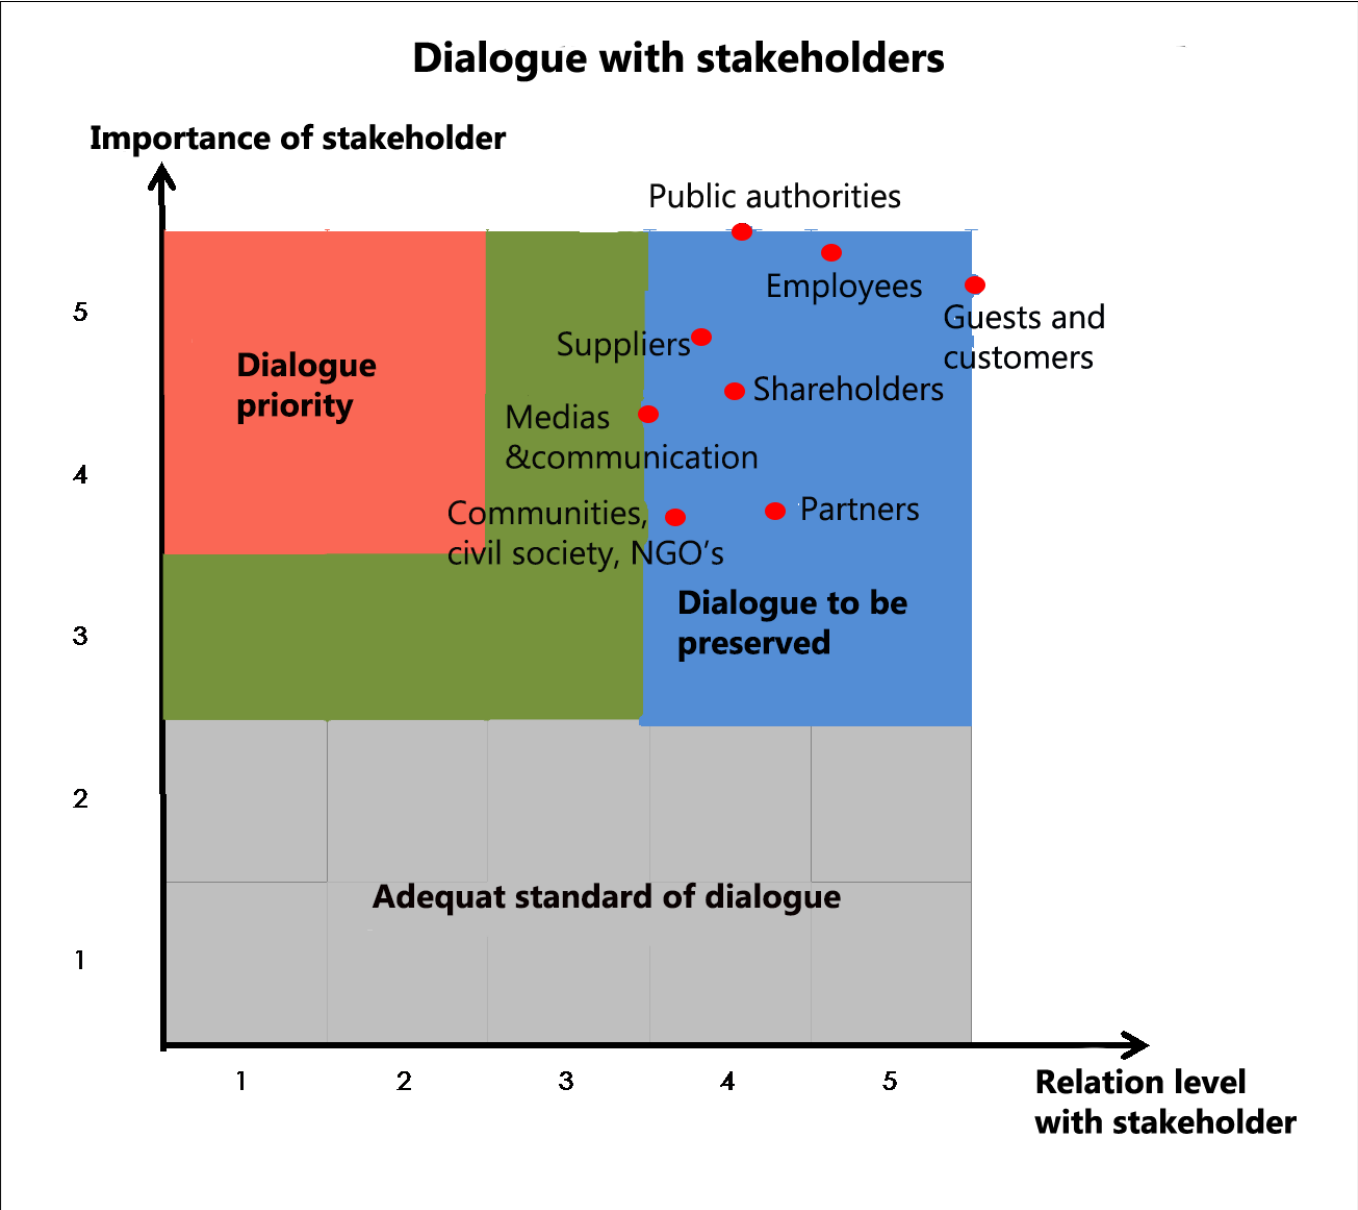 Dialogue with stakeholders
Importance of stakeholder
Public authorities
Employees
5
Guests and
customers
Suppliers
Dialogue
priority
Shareholders
Medias
&communication
4
Communities,
civil society, NGO's
Partners
Dialogue to be
preserved
3
2
Adequat standard of dialogue
1
1 2 3 4 5
Relation level
with stakeholder